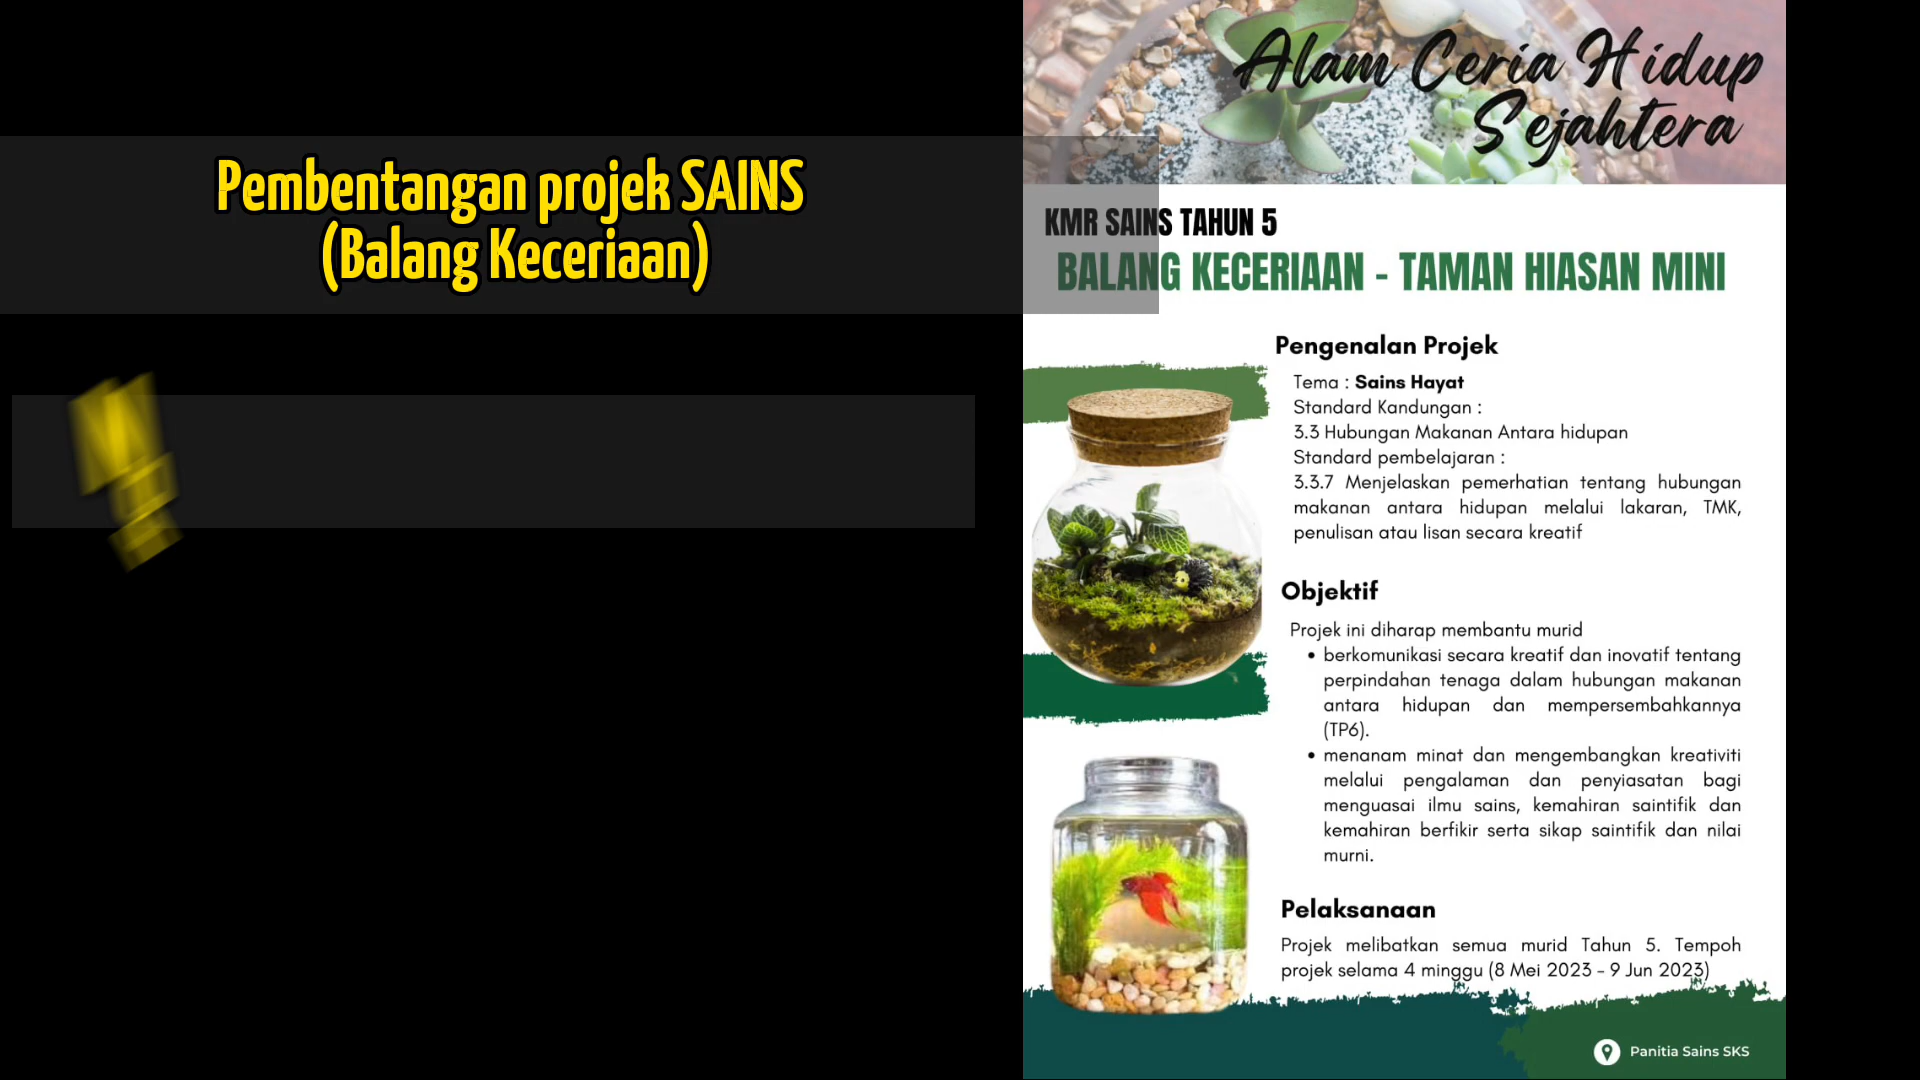 Pembentangan projek SAINS
(Balang Keceriaan)
Alam Ceria Hidup
Sejahtera
KMR SAINS TAHUN 5
BALANG KECERIAAN - TAMAN HIASAN MINI
Pengenalan Projek
Tema : Sains Hayat
Standard Kandungan :
3.3 Hubungan Makanan Antara hidupan
Standard pembelajaran :
3.3.7 Menjelaskan pemerhatian tentang hubungan
makanan antara hidupan melalui lakaran, TMK,
penulisan atau lisan secara kreatif
Objektif
Projek ini diharap membantu murid
• berkomunikasi secara kreatif dan inovatif tentang
perpindahan tenaga dalam hubungan makanan
antara hidupan dan mempersembahkannya
(TP6).
• menanam minat dan mengembangkan kreativiti
melalui pengalaman dan penyiasatan bagi
menguasai ilmu sains, kemahiran saintifik dan
kemahiran berfikir serta sikap saintifik dan nilai
murni.
Pelaksanaan
Projek melibatkan semua murid Tahun 5. Tempoh
projek selama 4 minggu (8 Mei 2023 - 9 Jun 2023)
Panitia Sains SKS